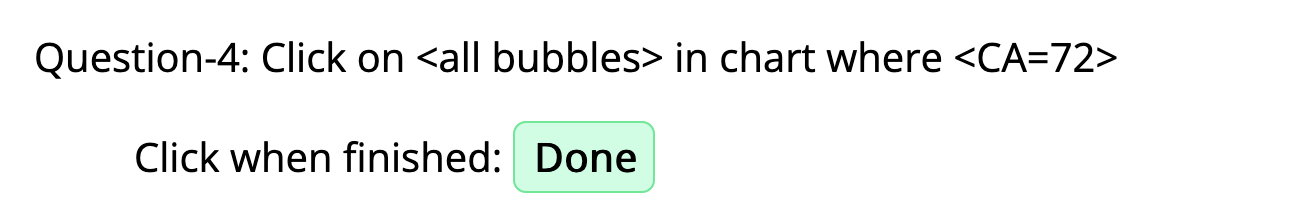 Question-4: Click on <all bubbles> in chart where <CA=72>
Click when finished: Done